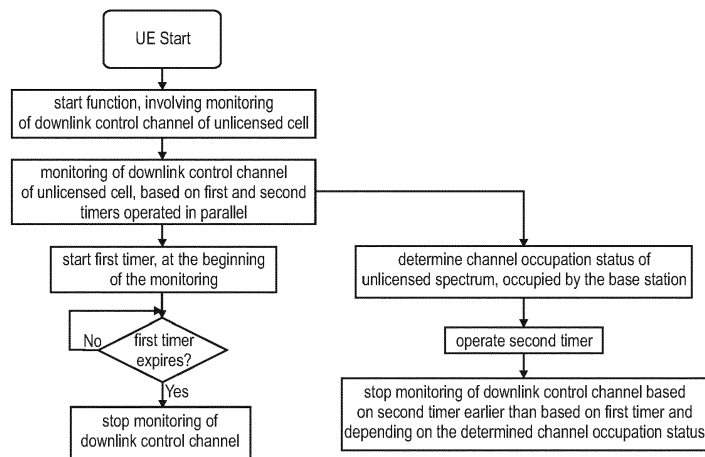 UE Start
start function, involving monitoring
of downlink control channel of unlicensed cell
monitoring of downlink control channel
of unlicensed cell, based on first and second
timers operated in parallel
start first timer, at the beginning
of the monitoring
No
first timer
expires?
Yes
stop monitoring of
downlink control channel
determine channel occupation status of
unlicensed spectrum, occupied by the base station
operate second timer
stop monitoring of downlink control channel based
on second timer earlier than based on first timer and
depending on the determined channel occupation status